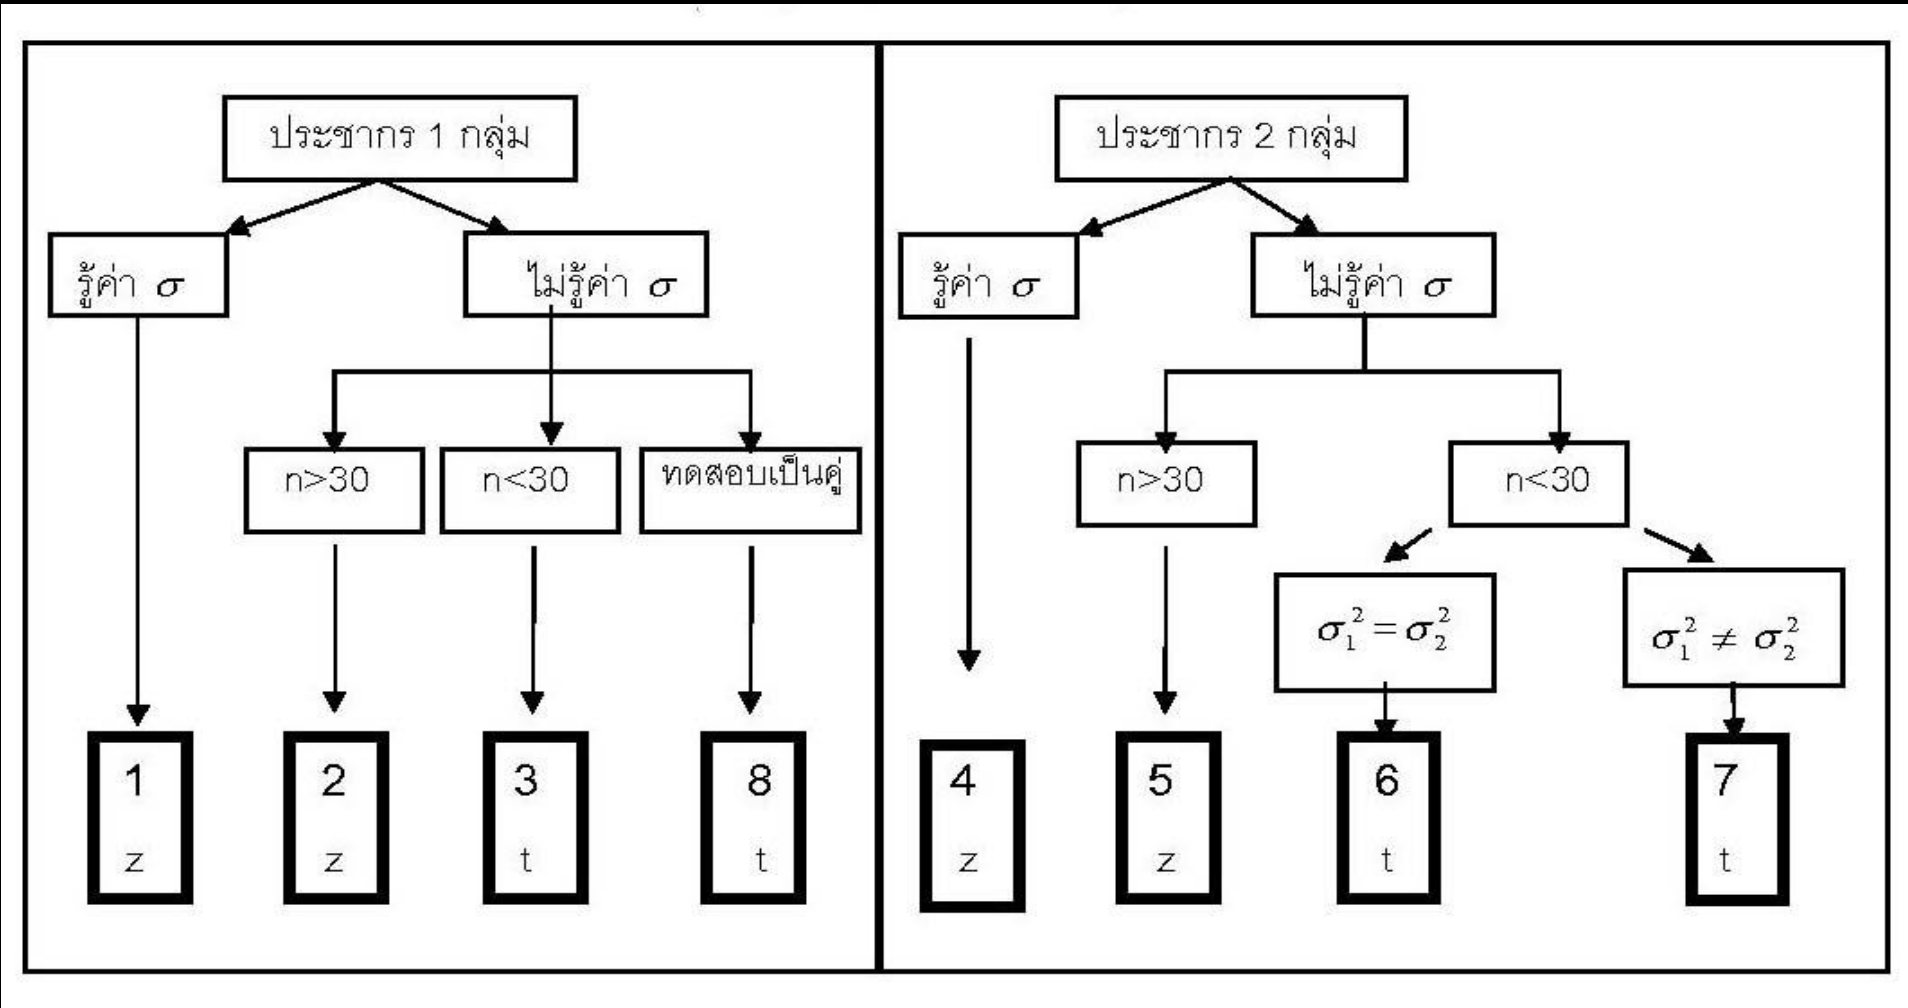 ประชากร 1 กลุ่ม
รู้ค่า σ
ไม่รู้ค่า σ
n>30
n<30
ทดสอบเป็นคู่
1
z
2
z
3
t
8
t
ประชากร 2 กลุ่ม
รู้ค่า σ
ไม่รู้ค่า σ
n>30
n<30
σ₁² = σ₂²
σ₁² ≠ σ₂²
4
z
5
z
6
t
7
t